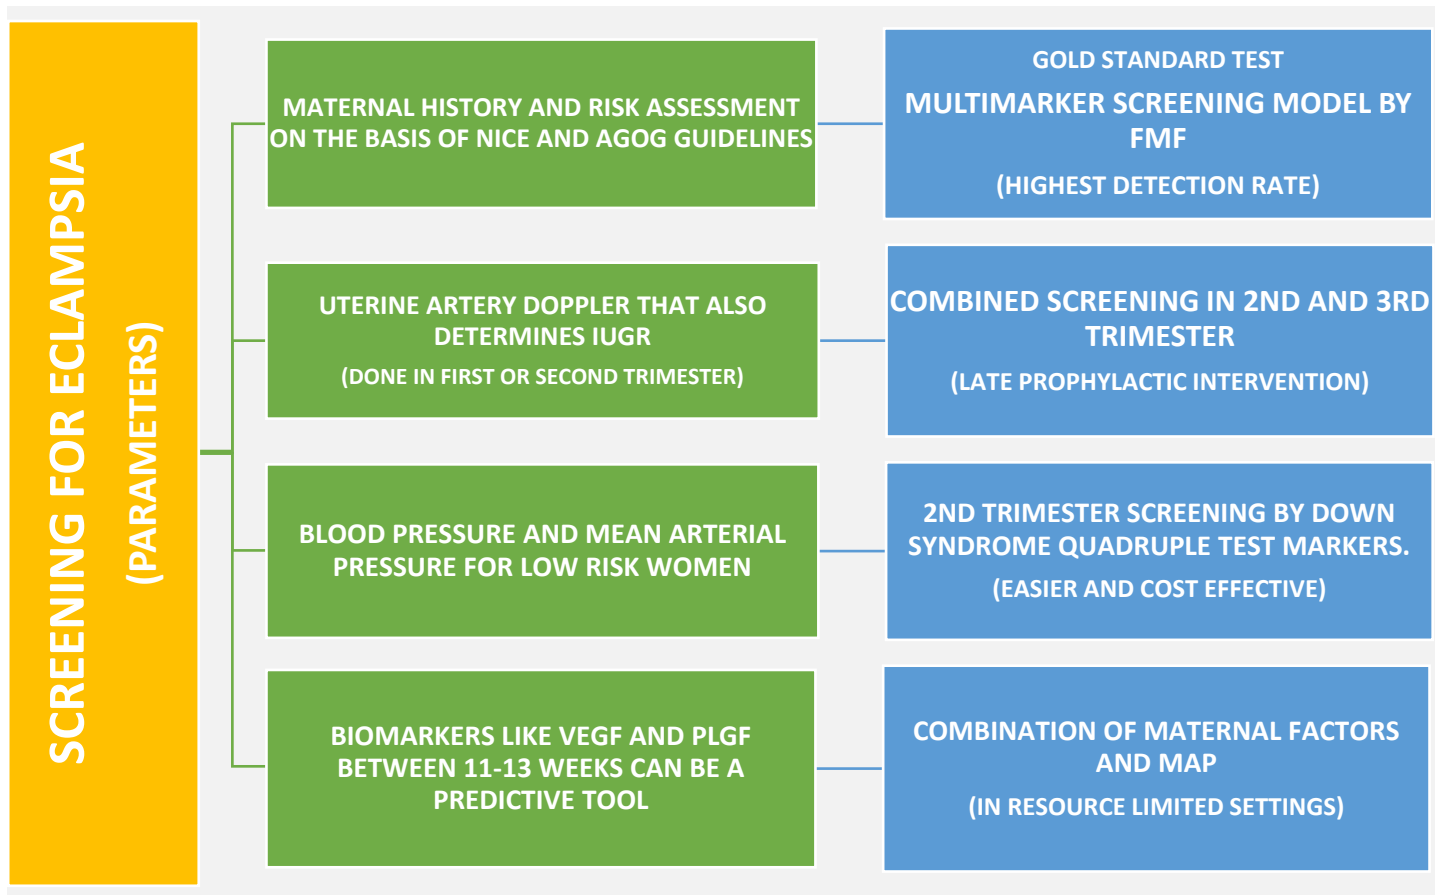 SCREENING FOR ECLAMPSIA
(PARAMETERS)
MATERNAL HISTORY AND RISK ASSESSMENT
ON THE BASIS OF NICE AND AGOG GUIDELINES
GOLD STANDARD TEST
MULTIMARKER SCREENING MODEL BY
FMF
(HIGHEST DETECTION RATE)
UTERINE ARTERY DOPPLER THAT ALSO
DETERMINES IUGR
(DONE IN FIRST OR SECOND TRIMESTER)
COMBINED SCREENING IN 2ND AND 3RD
TRIMESTER
(LATE PROPHYLACTIC INTERVENTION)
BLOOD PRESSURE AND MEAN ARTERIAL
PRESSURE FOR LOW RISK WOMEN
2ND TRIMESTER SCREENING BY DOWN
SYNDROME QUADRUPLE TEST MARKERS.
(EASIER AND COST EFFECTIVE)
BIOMARKERS LIKE VEGF AND PLGF
BETWEEN 11-13 WEEKS CAN BE A
PREDICTIVE TOOL
COMBINATION OF MATERNAL FACTORS
AND MAP
(IN RESOURCE LIMITED SETTINGS)